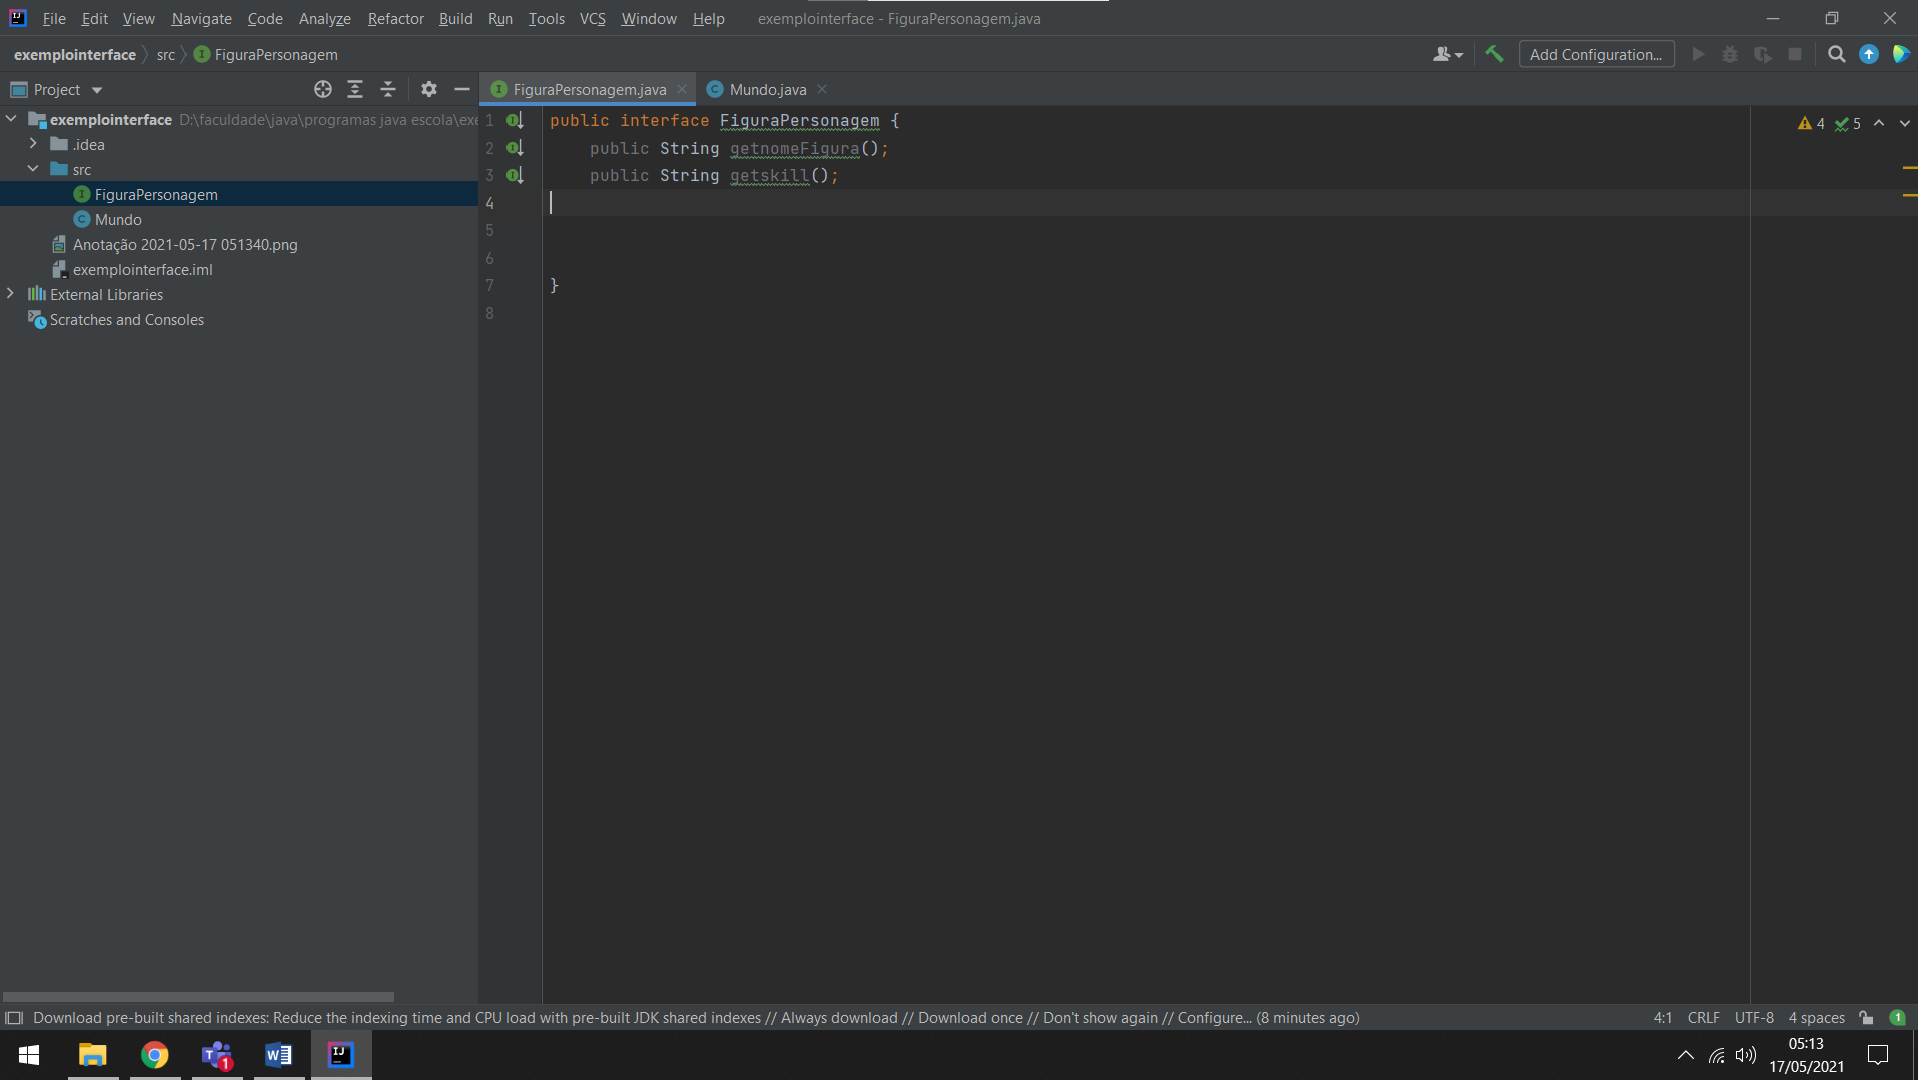 File Edit View Navigate Code Analyze Refactor Build Run Tools VCS Window Help exemplointerface - FiguraPersonagem.java
exemplointerface src FiguraPersonagem Add Configuration...
Project
FiguraPersonagem.java Mundo.java
exemplointerface D:\faculdade\java\programas java escola\exe
.idea
src
FiguraPersonagem
Mundo
Anotação 2021-05-17 051340.png
exemplointerface.iml
External Libraries
Scratches and Consoles
1 public interface FiguraPersonagem {
2 public String getnomeFigura();
3 public String getskill();
4
5
6
7 }
8
4 5
Download pre-built shared indexes: Reduce the indexing time and CPU load with pre-built JDK shared indexes // Always download // Download once // Don't show again // Configure... (8 minutes ago) 4:1 CRLF UTF-8 4 spaces 1
05:13
17/05/2021